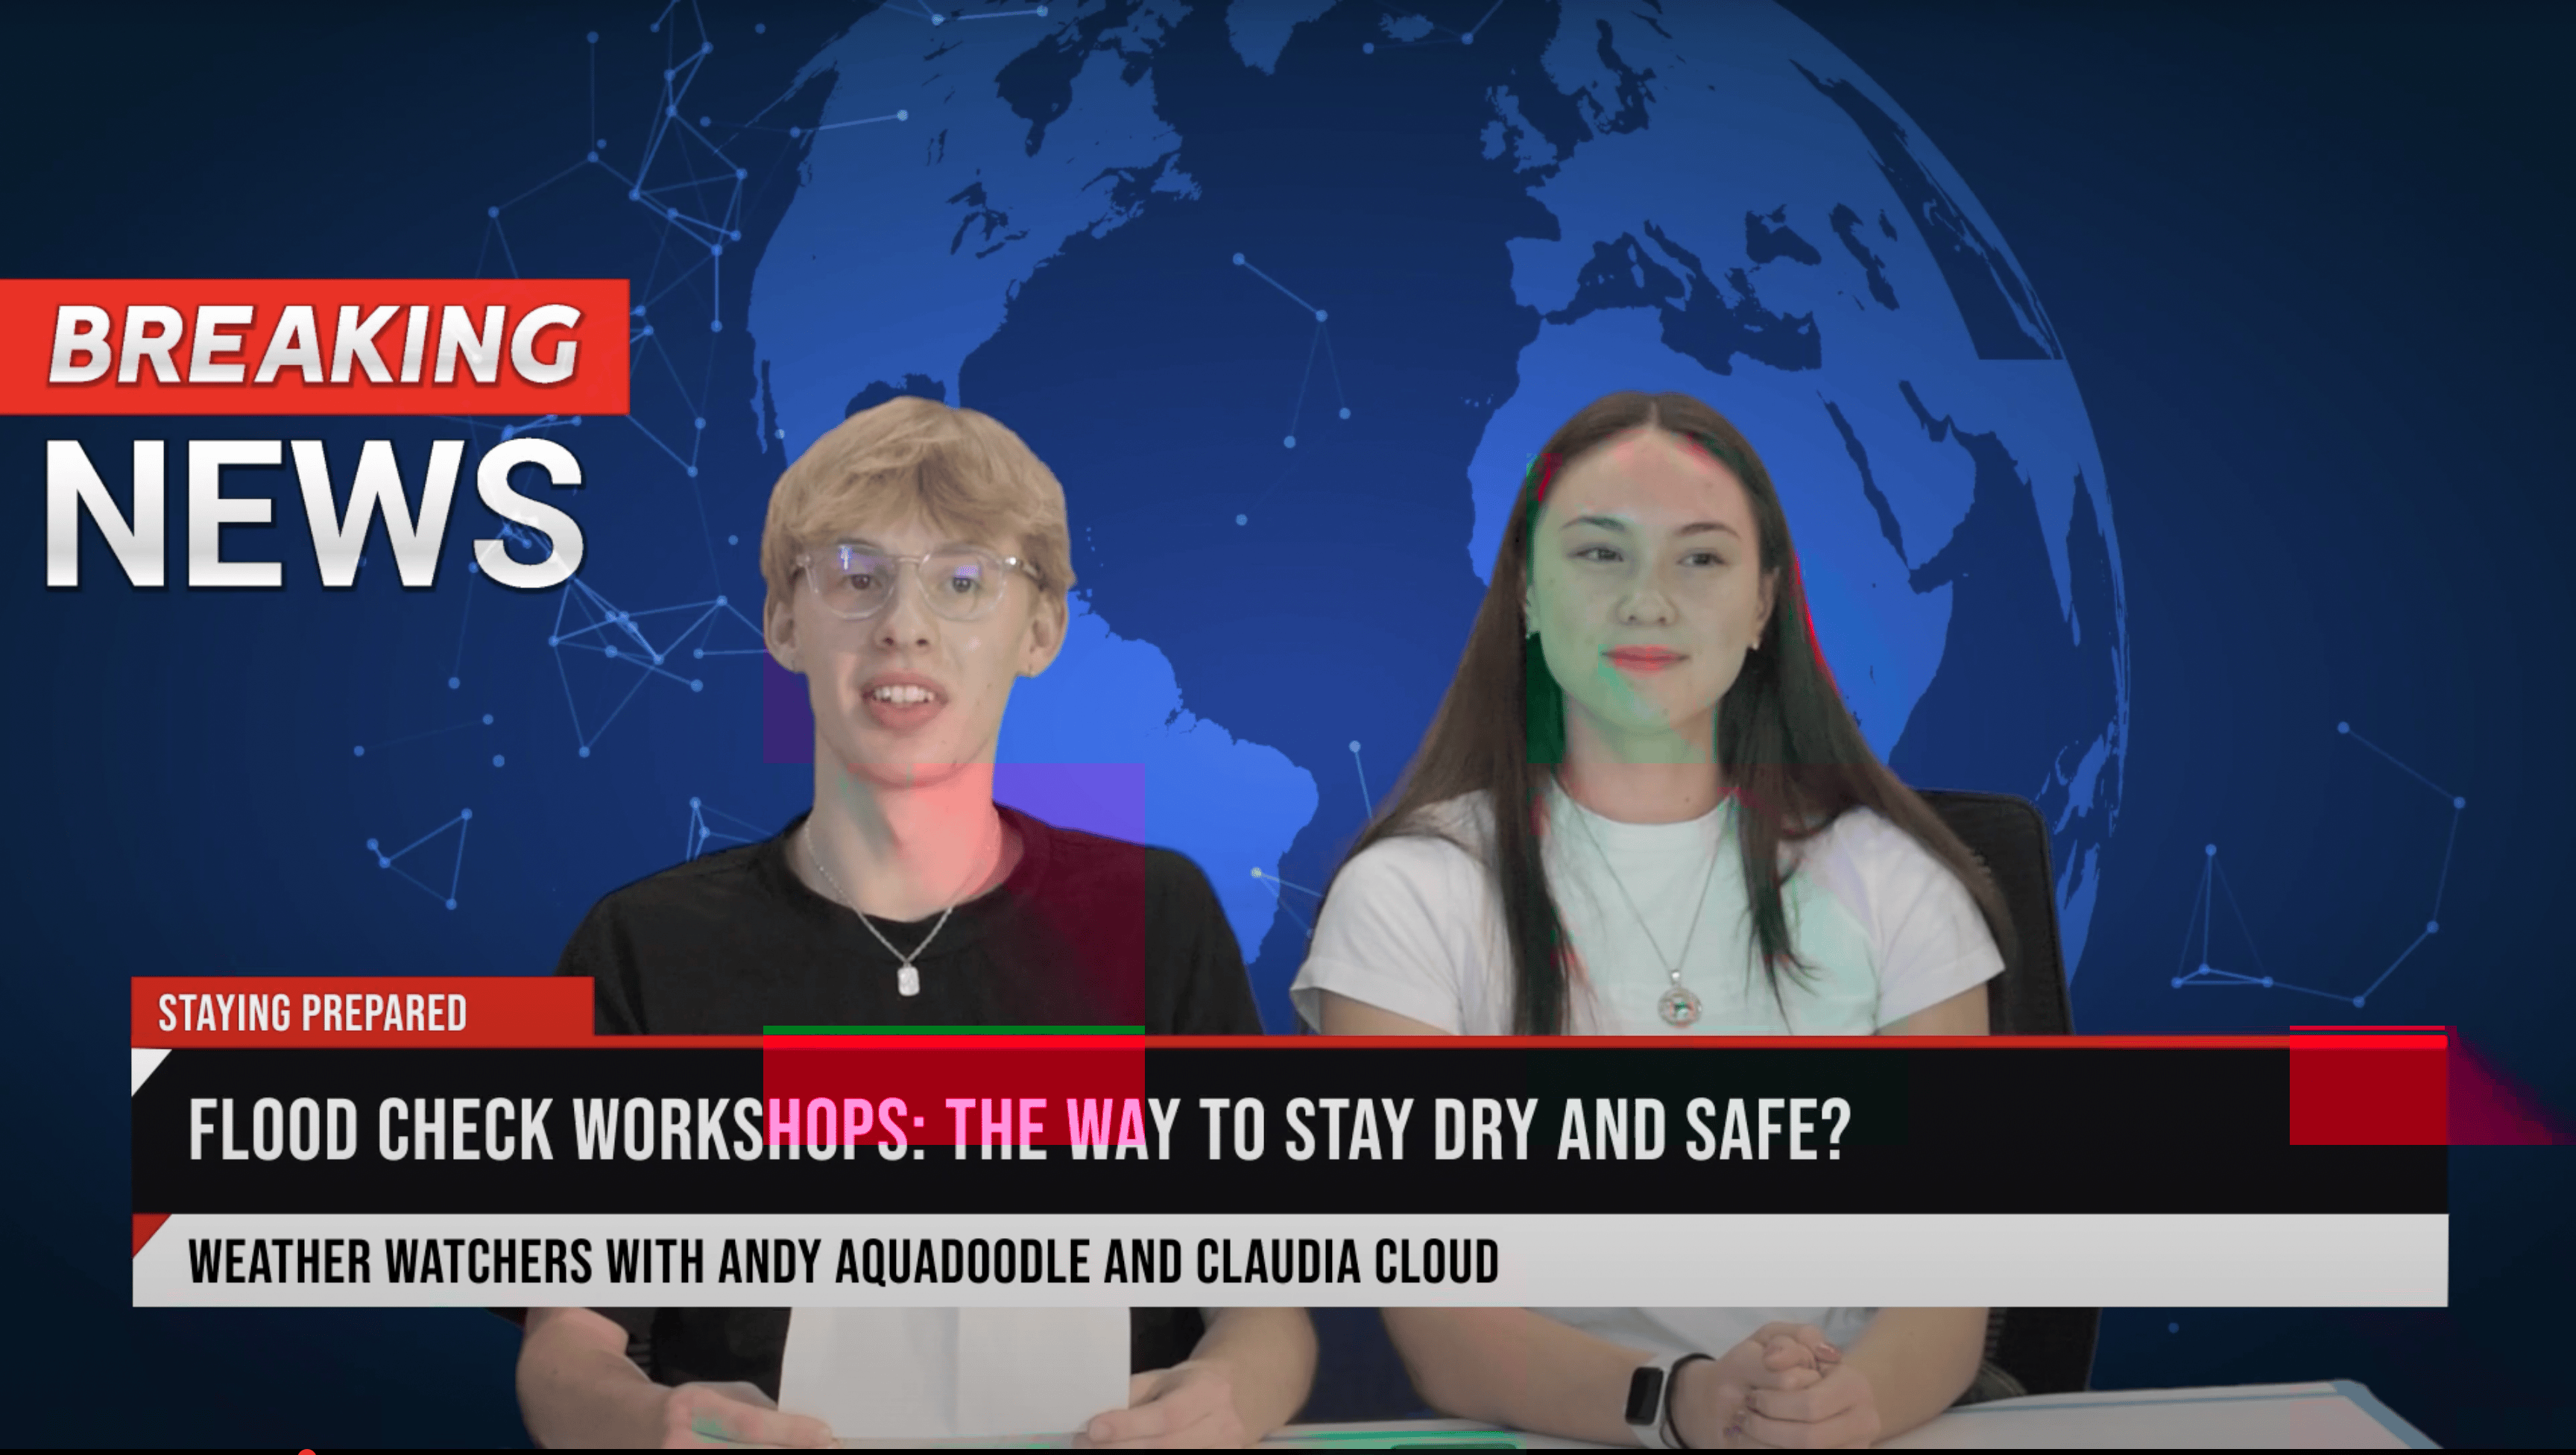 BREAKING
NEWS
STAYING PREPARED
FLOOD CHECK WORKSHOPS: THE WAY TO STAY DRY AND SAFE?
WEATHER WATCHERS WITH ANDY AQUADOODLE AND CLAUDIA CLOUD